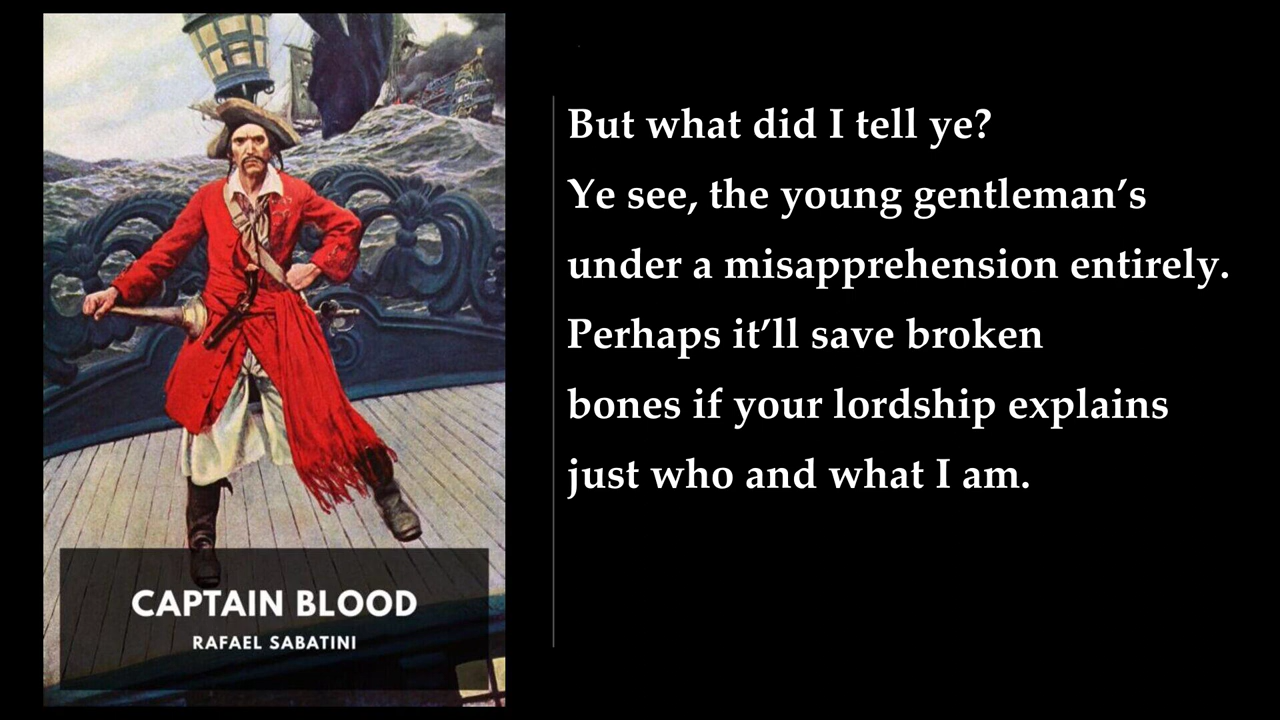 CAPTAIN BLOOD
RAFAEL SABATINI
But what did I tell ye?
Ye see, the young gentleman’s
under a misapprehension entirely.
Perhaps it’ll save broken
bones if your lordship explains
just who and what I am.